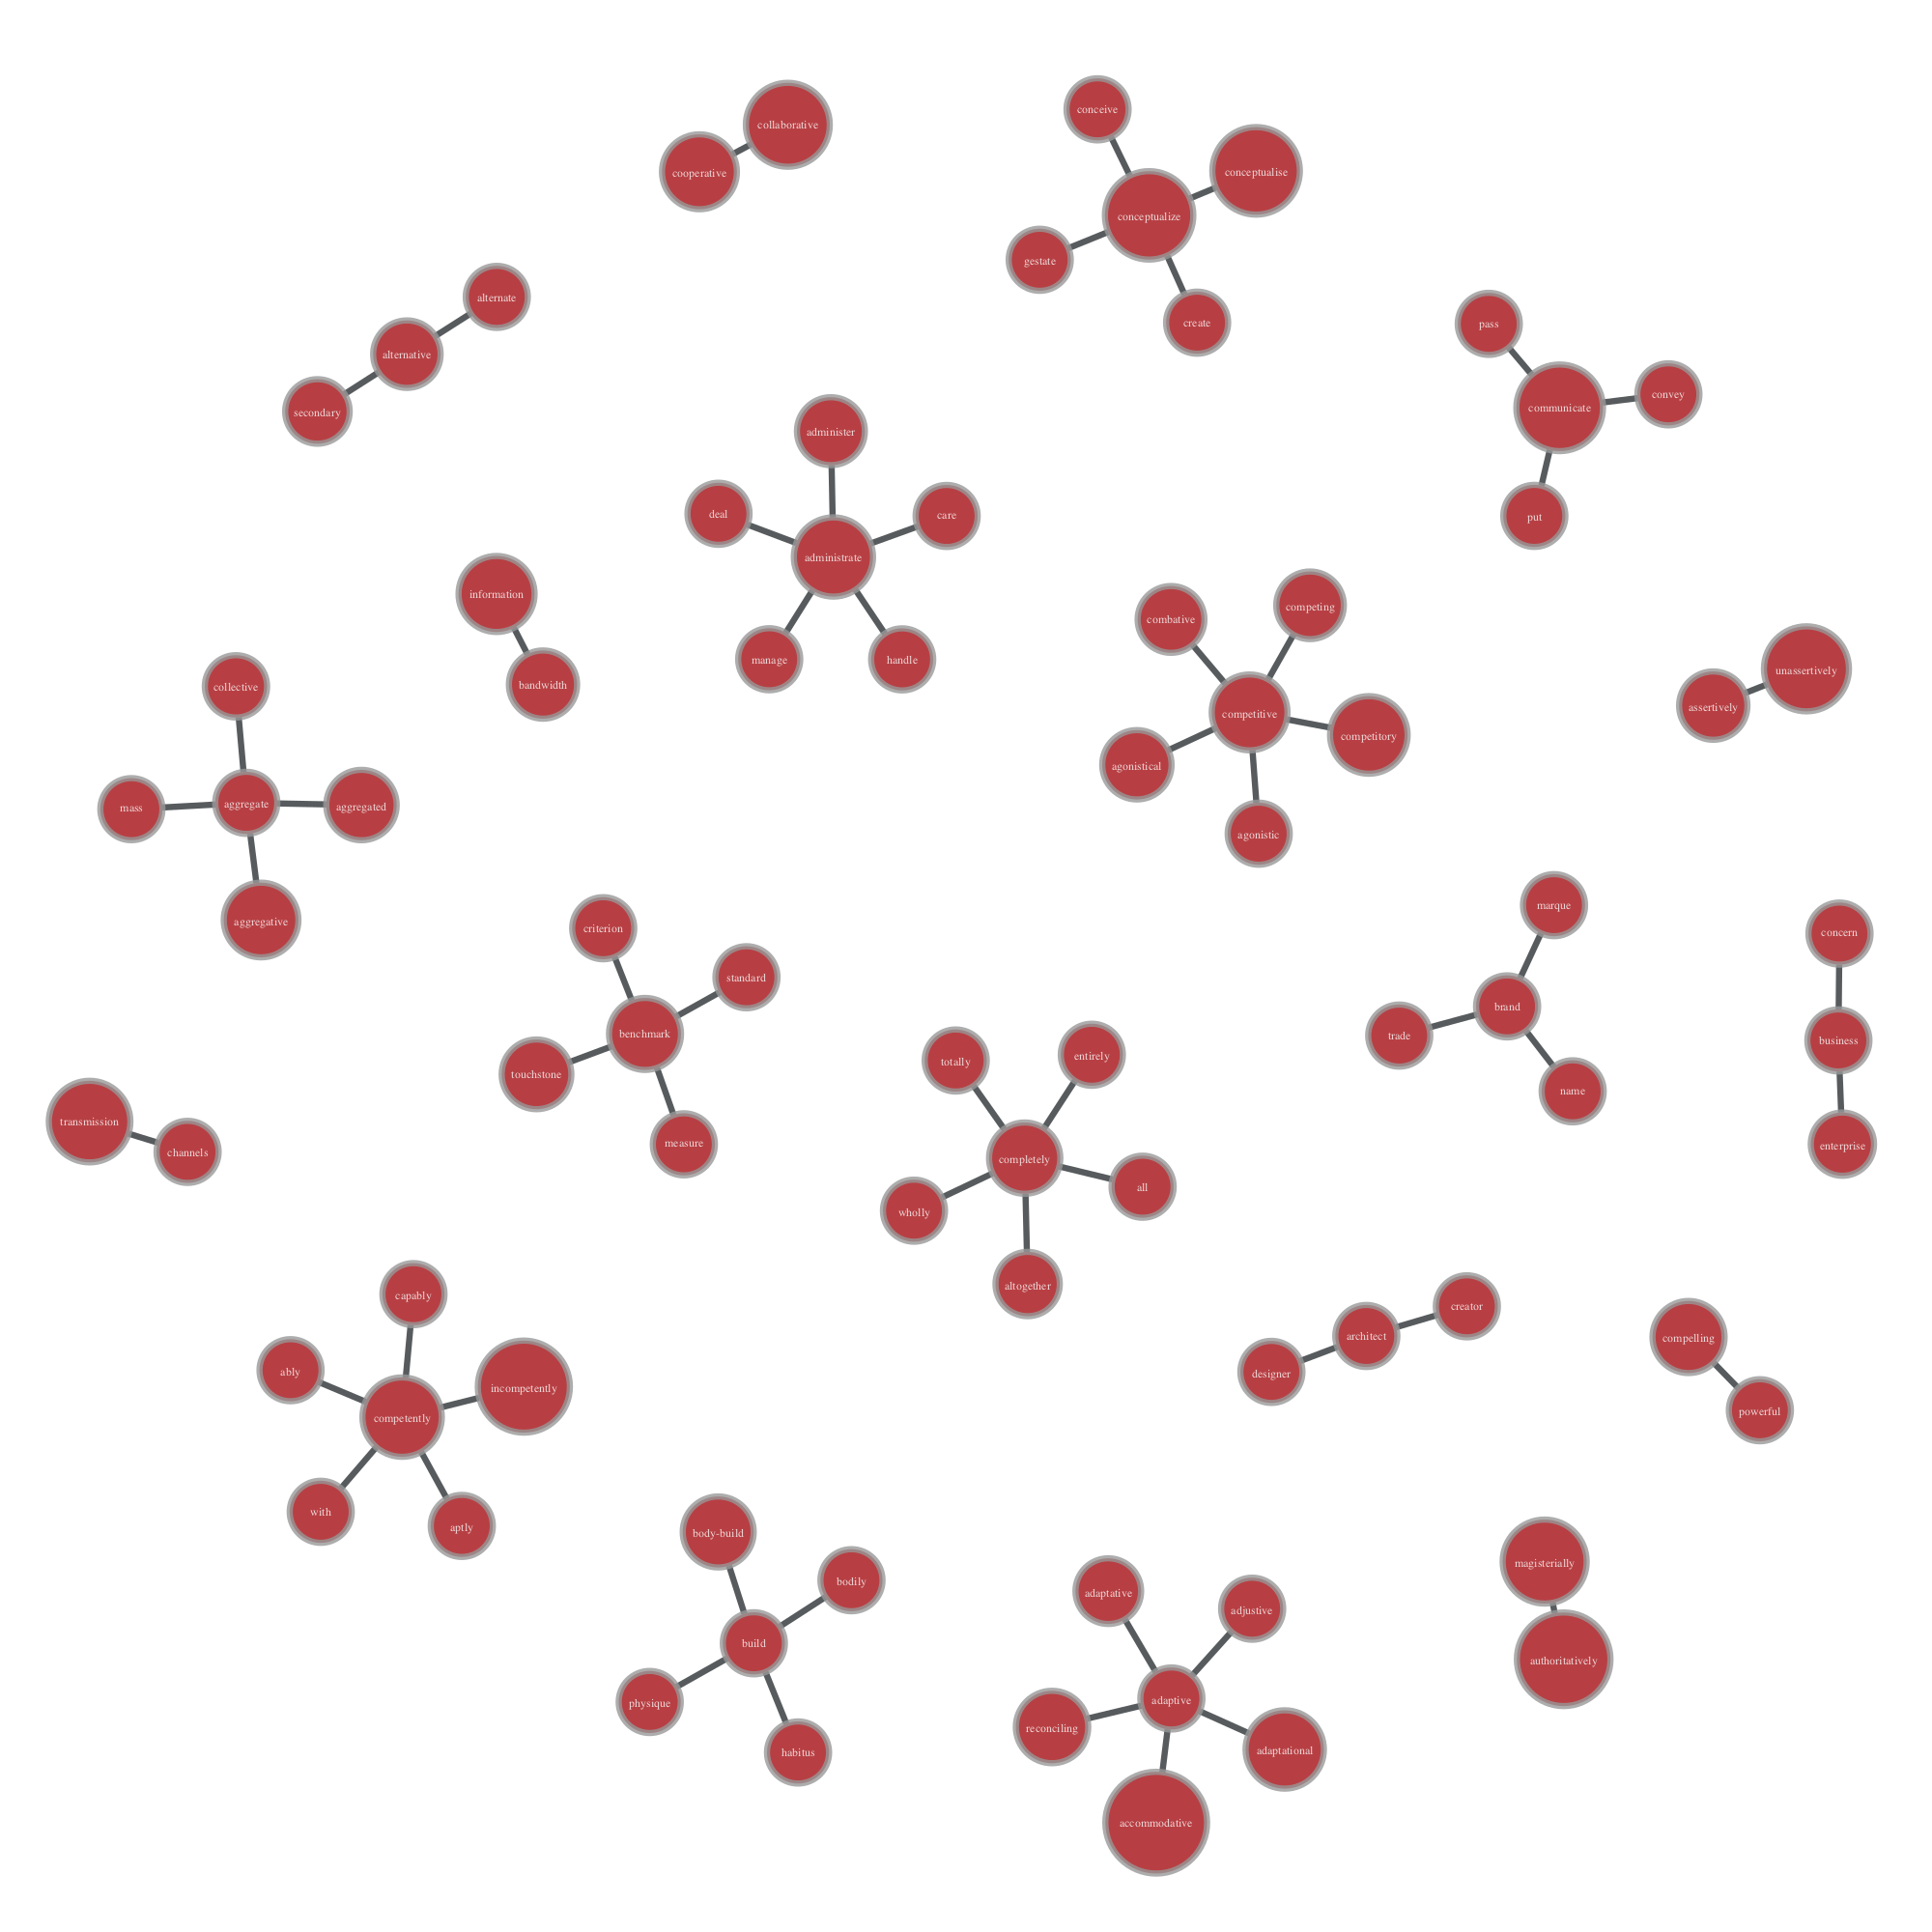 conceive
collaborative
cooperative
conceptualise
conceptualize
gestate
create
alternate
alternative
secondary
pass
convey
communicate
put
administer
deal
care
administrate
manage
handle
information
bandwidth
combative
competing
competitive
competitory
agonistical
agonistic
unassertively
assertively
collective
mass
aggregate
aggregated
aggregative
criterion
standard
benchmark
touchstone
measure
marque
brand
trade
name
concern
business
enterprise
totally
entirely
completely
all
wholly
altogether
transmission
channels
capably
ably
incompetently
competently
with
aptly
creator
architect
designer
compelling
powerful
body-build
bodily
build
physique
habitus
adaptative
adjustive
adaptive
reconciling
adaptational
accommodative
magisterially
authoritatively